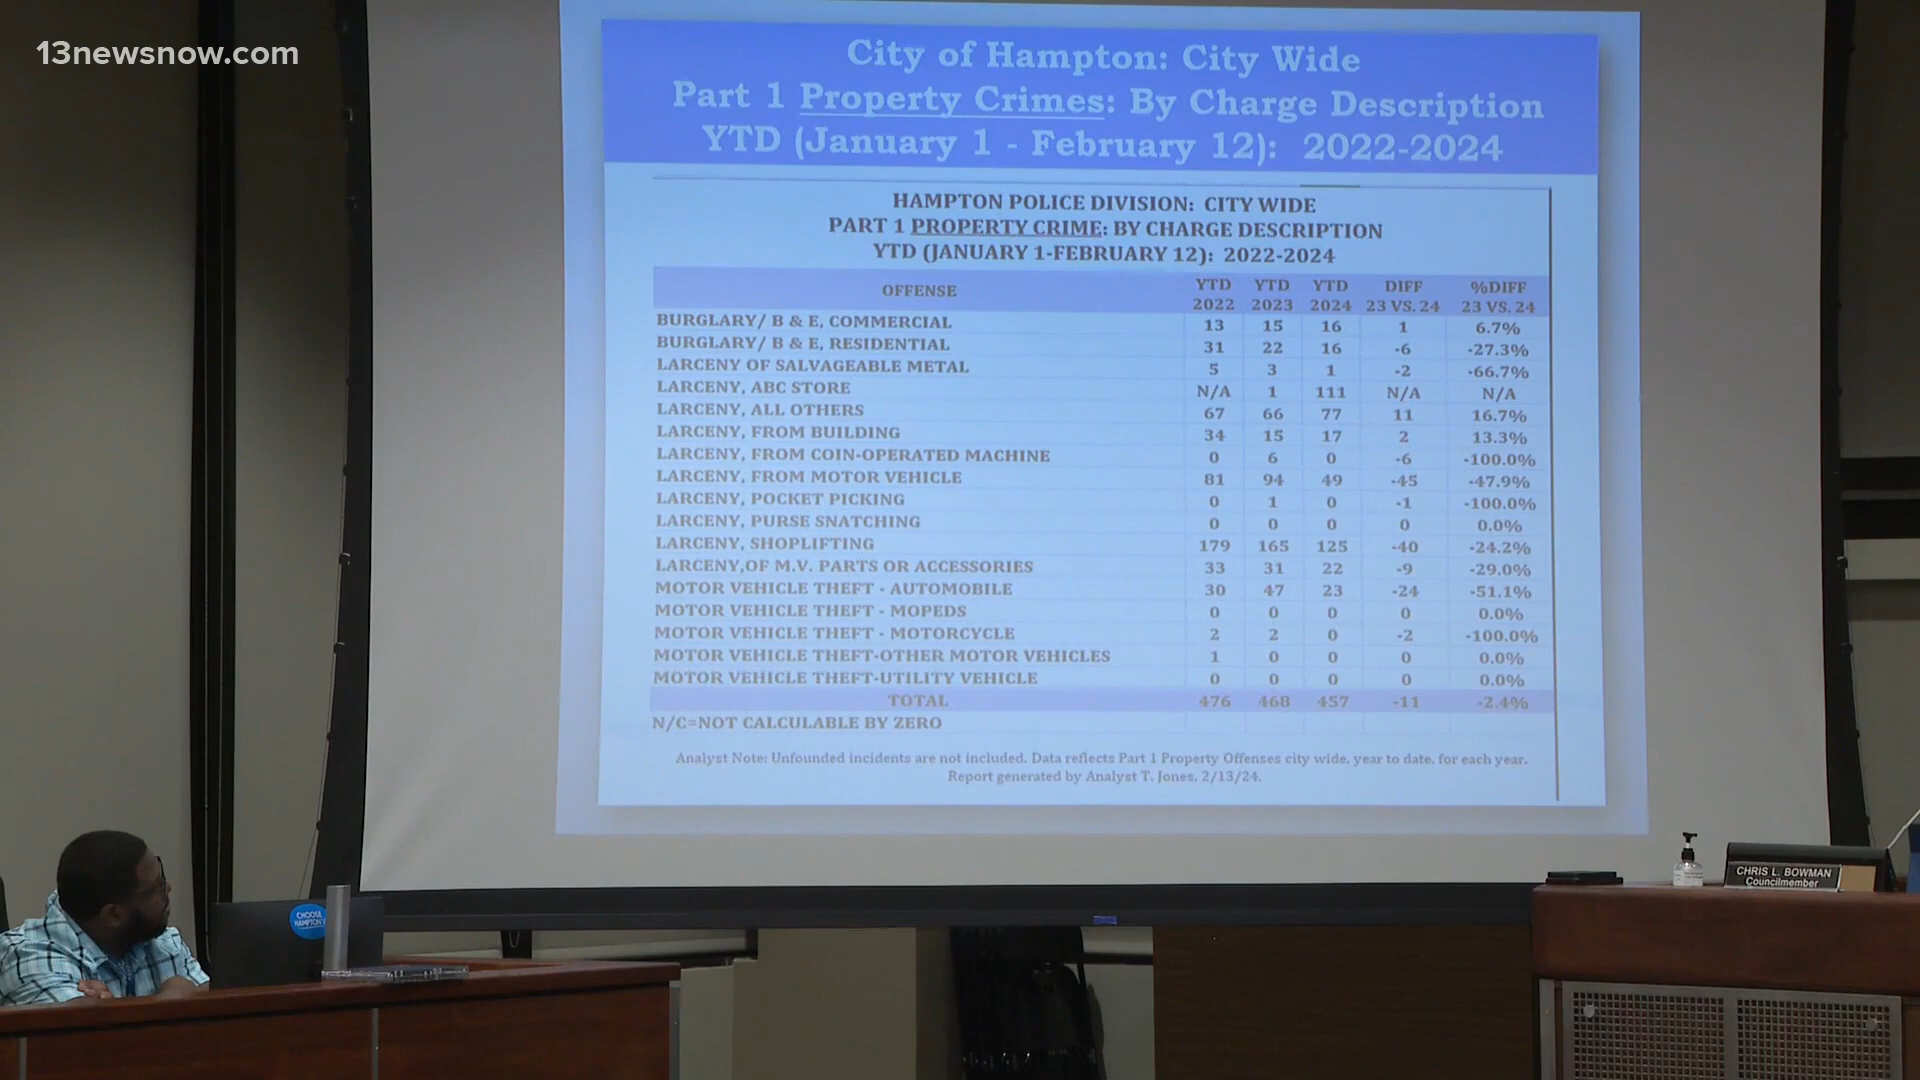 13newsnow.com
City of Hampton: City Wide
Part 1 Property Crimes: By Charge Description
YTD (January 1 - February 12): 2022-2024
HAMPTON POLICE DIVISION: CITY WIDE
PART 1 PROPERTY CRIME: BY CHARGE DESCRIPTION
YTD (JANUARY 1-FEBRUARY 12): 2022-2024
OFFENSE YTD 2022 YTD 2023 YTD 2024 DIFF 23 VS. 24 %DIFF 23 VS. 24
BURGLARY/ B & E, COMMERCIAL 13 15 16 1 6.7%
BURGLARY/ B & E, RESIDENTIAL 31 22 16 -6 -27.3%
LARCENY OF SALVAGEABLE METAL 5 3 1 -2 -66.7%
LARCENY, ABC STORE N/A 1 111 N/A N/A
LARCENY, ALL OTHERS 67 66 77 11 16.7%
LARCENY, FROM BUILDING 34 15 17 2 13.3%
LARCENY, FROM COIN-OPERATED MACHINE 0 6 0 -6 -100.0%
LARCENY, FROM MOTOR VEHICLE 81 94 49 -45 -47.9%
LARCENY, POCKET PICKING 0 1 0 -1 -100.0%
LARCENY, PURSE SNATCHING 0 0 0 0 0.0%
LARCENY, SHOPLIFTING 179 165 125 -40 -24.2%
LARCENY,OF M.V. PARTS OR ACCESSORIES 33 31 22 -9 -29.0%
MOTOR VEHICLE THEFT - AUTOMOBILE 30 47 23 -24 -51.1%
MOTOR VEHICLE THEFT - MOPEDS 0 0 0 0 0.0%
MOTOR VEHICLE THEFT - MOTORCYCLE 2 2 0 -2 -100.0%
MOTOR VEHICLE THEFT-OTHER MOTOR VEHICLES 1 0 0 0 0.0%
MOTOR VEHICLE THEFT-UTILITY VEHICLE 0 0 0 0 0.0%
TOTAL 476 468 457 -11 -2.4%
N/C=NOT CALCULABLE BY ZERO
Analyst Note: Unfounded incidents are not included. Data reflects Part 1 Property Offenses city wide, year to date, for each year.
Report generated by Analyst T. Jones, 2/13/24.
CHRIS L. BOWMAN
Councilmember
CHOOSE
HAMPTON